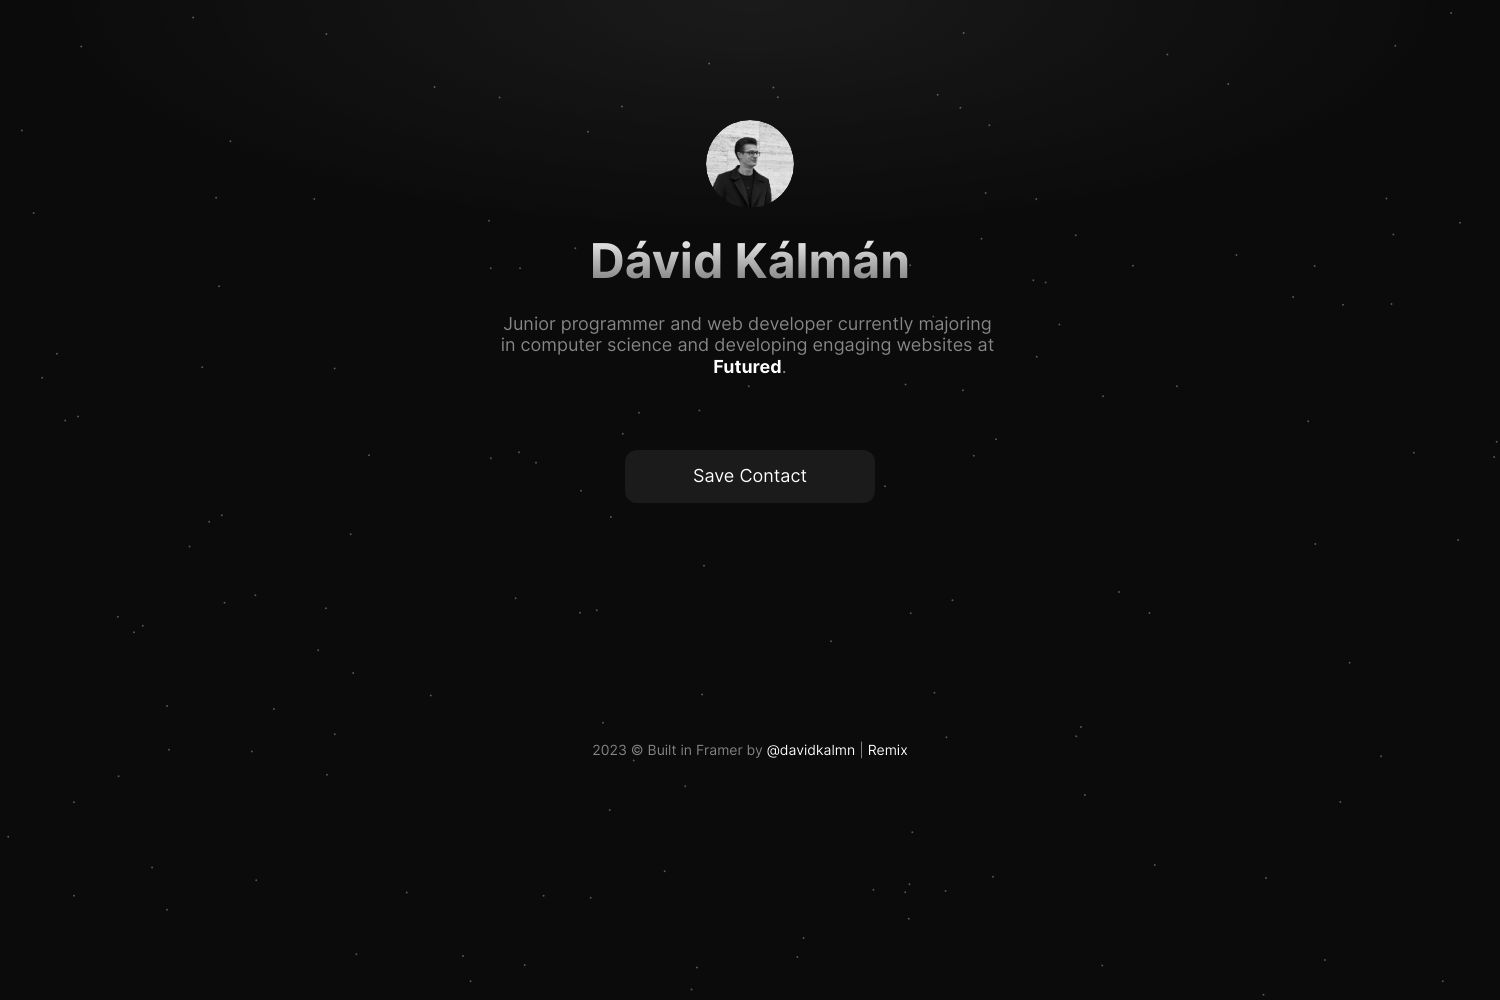 Dávid Kálmán
Junior programmer and web developer currently majoring
in computer science and developing engaging websites at
Futured.
Save Contact
2023 © Built in Framer by @davidkalmn | Remix